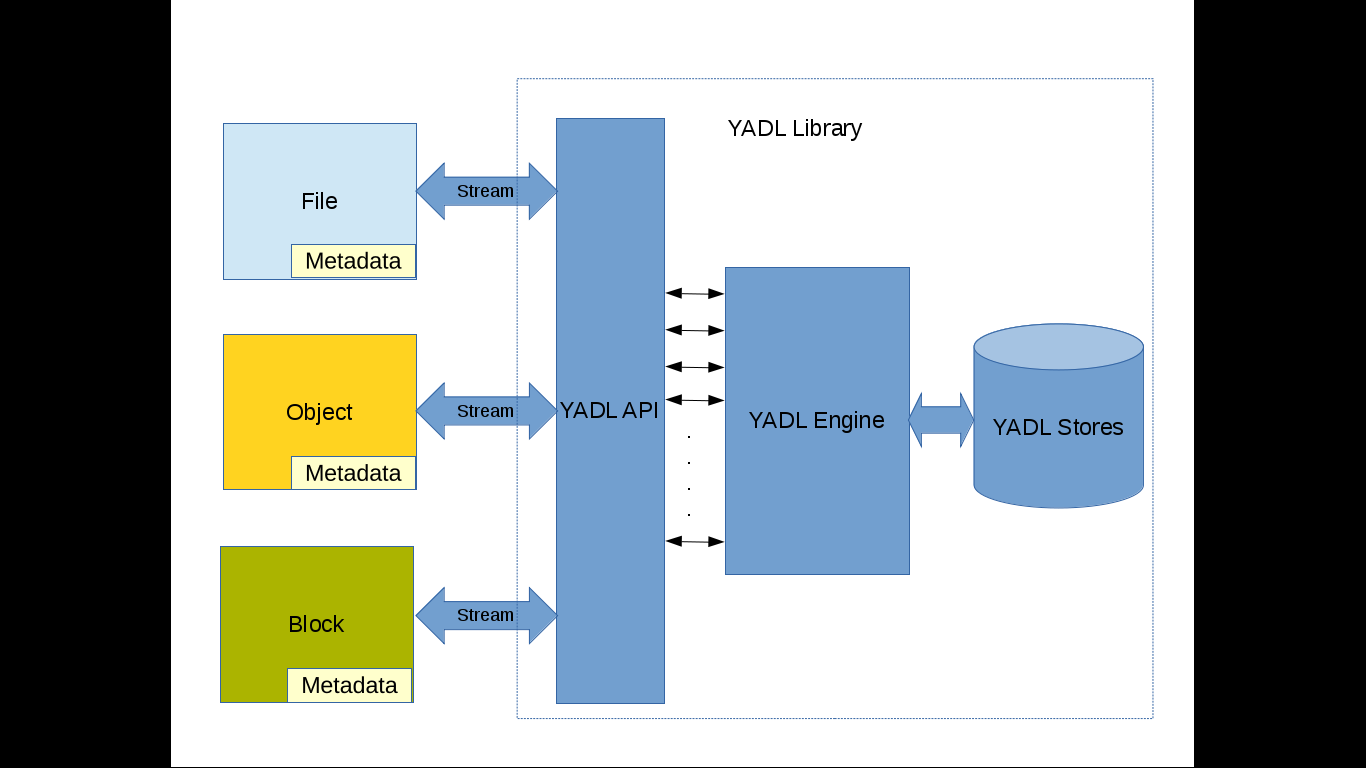 YADL Library
File
Stream
Metadata
Object
Stream
YADL API
YADL Engine
YADL Stores
Metadata
Block
Stream
Metadata